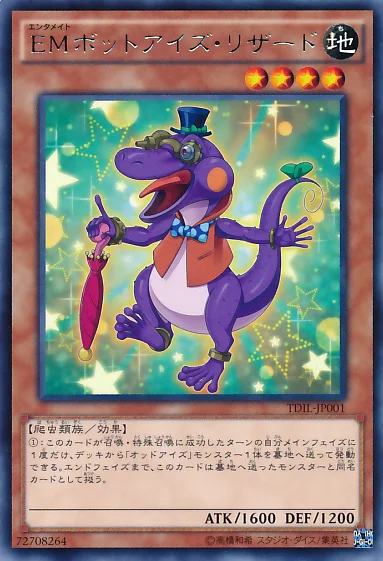 エンタメイト
EMポットアイズ・リザード
ち
地
TDIL-JP001
【爬虫類族／効果】
①：このカードが召喚・特殊召喚に成功したターンの自分メインフェイズに
１度だけ、デッキから「オッドアイズ」モンスター１体を墓地へ送って発動
できる。エンドフェイズまで、このカードは墓地へ送ったモンスターと同名
カードとして扱う。
ATK/1600 DEF/1200
72708264
©高橋和希 スタジオ・ダイス/集英社